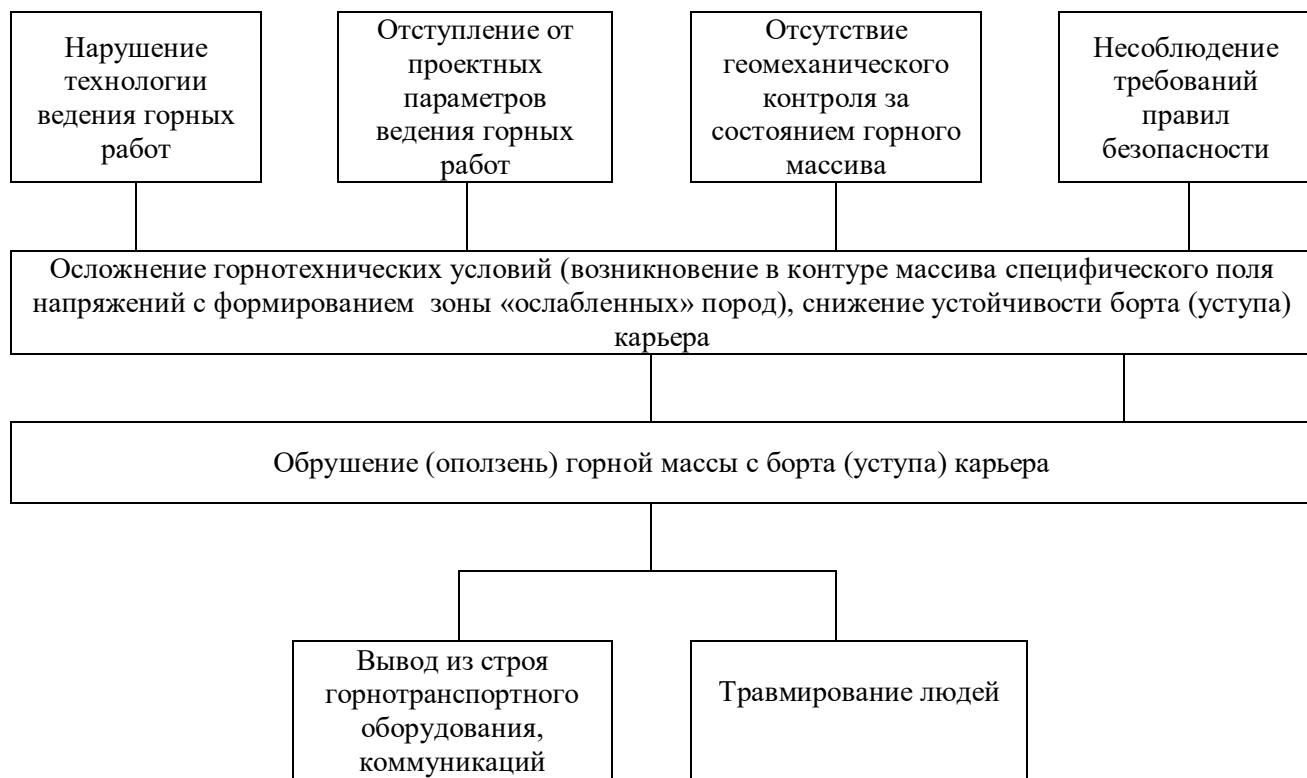 Нарушение
технологии
ведения горных
работ
Отступление от
проектных
параметров
ведения горных
работ
Отсутствие
геомеханического
контроля за
состоянием горного
массива
Несоблюдение
требований
правил
безопасности
Осложнение горнотехнических условий (возникновение в контуре массива специфического поля
напряжений с формированием зоны «ослабленных» пород), снижение устойчивости борта (уступа)
карьера
Обрушение (оползень) горной массы с борта (уступа) карьера
Вывод из строя
горнотранспортного
оборудования,
коммуникаций
Травмирование людей